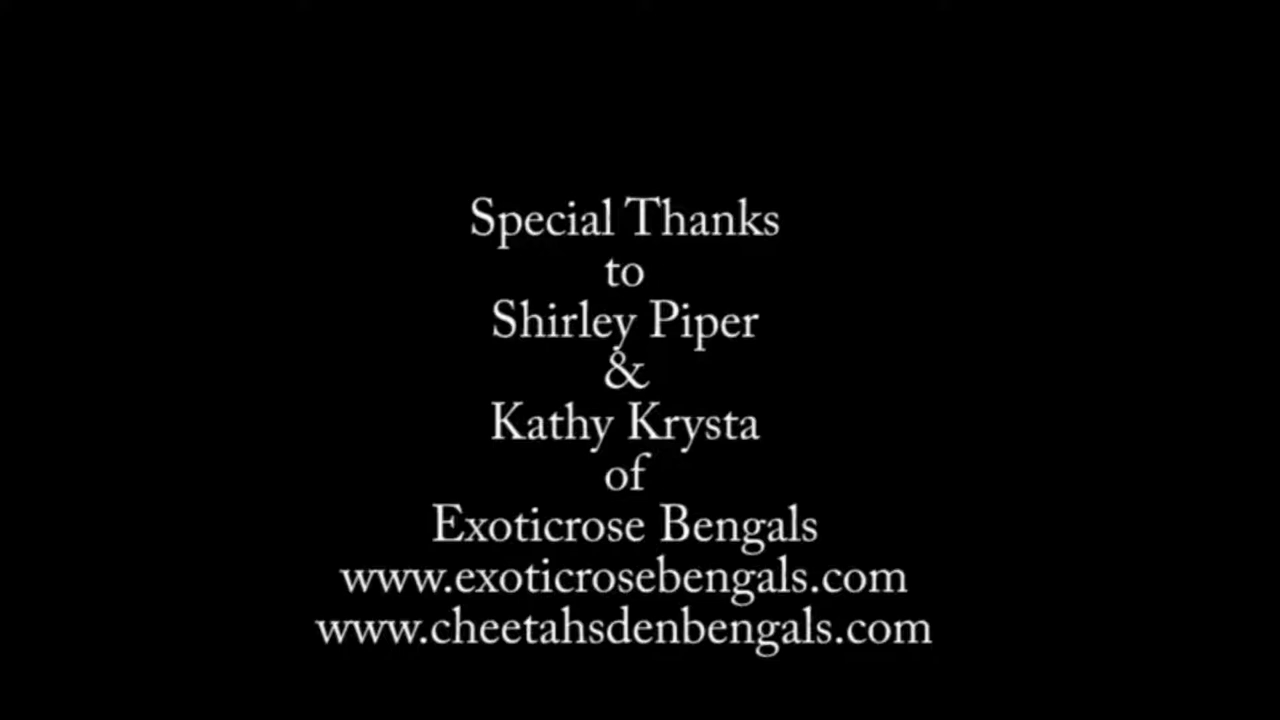 Special Thanks
to
Shirley Piper
&
Kathy Krysta
of
Exoticrose Bengals
www.exoticrosebengals.com
www.cheetahsdenbengals.com